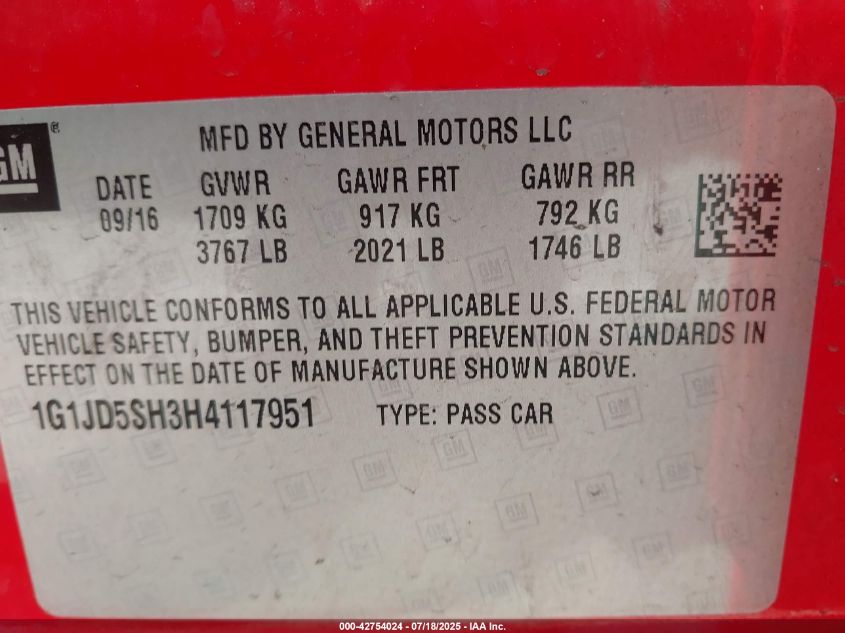 GM®
MFD BY GENERAL MOTORS LLC
DATE GVWR GAWR FRT GAWR RR
09/16 1709 KG 917 KG 792 KG
3767 LB 2021 LB 1746 LB
THIS VEHICLE CONFORMS TO ALL APPLICABLE U.S. FEDERAL MOTOR
VEHICLE SAFETY, BUMPER, AND THEFT PREVENTION STANDARDS IN
EFFECT ON THE DATE OF MANUFACTURE SHOWN ABOVE.
1G1JD5SH3H4117951 TYPE: PASS CAR
000-42754024 - 07/18/2025 - IAA Inc.